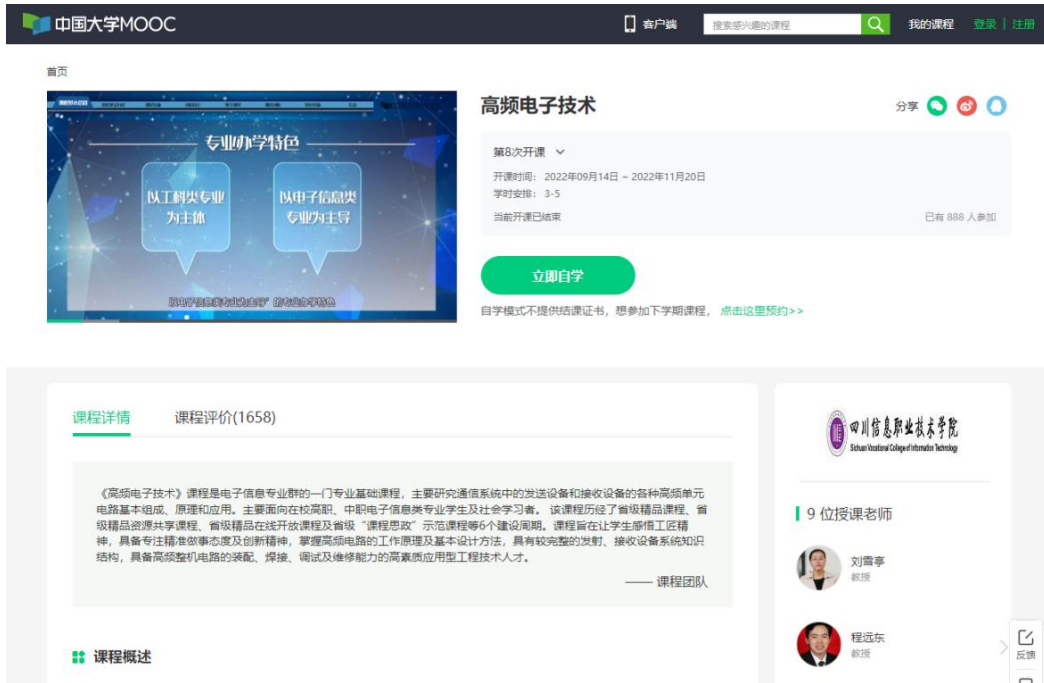 中国大学MOOC
客户端
搜索感兴趣的课程
我的课程
登录 | 注册
首页
专业办学特色
以工科类专业
为主体
以电子信息类
专业为主导
以电子信息类专业为主导”的专业办学特色
高频电子技术
分享
第8次开课
开课时间: 2022年09月14日 ~ 2022年11月20日
学时安排: 3-5
当前开课已结束
已有 888 人参加
立即自学
自学模式不提供结课证书,想参加下学期课程, 点击这里预约>>
课程详情
课程评价(1658)
《高频电子技术》课程是电子信息专业群的一门专业基础课程,主要研究通信系统中的发送设备和接收设备的各种高频单元
电路基本组成、原理和应用。主要面向在校高职、中职电子信息类专业学生及社会学习者。 该课程历经了省级精品课程、省
级精品资源共享课程、省级精品在线开放课程及省级“课程思政”示范课程等6个建设周期。课程旨在让学生感悟工匠精
神,具备专注精准做事态度及创新精神,掌握高频电路的工作原理及基本设计方法,具有较完整的发射、接收设备系统知识
结构,具备高频整机电路的装配、焊接、调试及维修能力的高素质应用型工程技术人才。
—— 课程团队
课程概述
四川信息职业技术学院
Sichuan Vocational College of Information Technology
9 位授课老师
刘雪亭
教授
程远东
教授
反馈